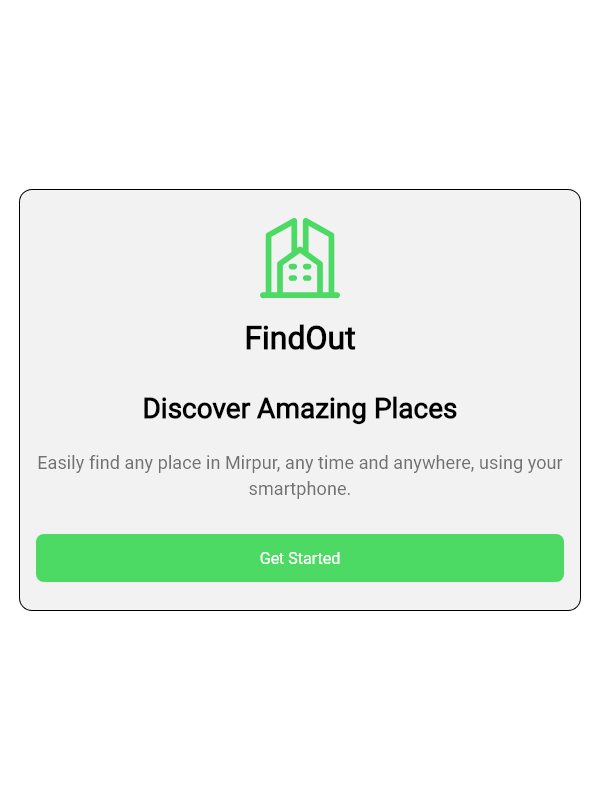 FindOut
Discover Amazing Places
Easily find any place in Mirpur, any time and anywhere, using your
smartphone.
Get Started